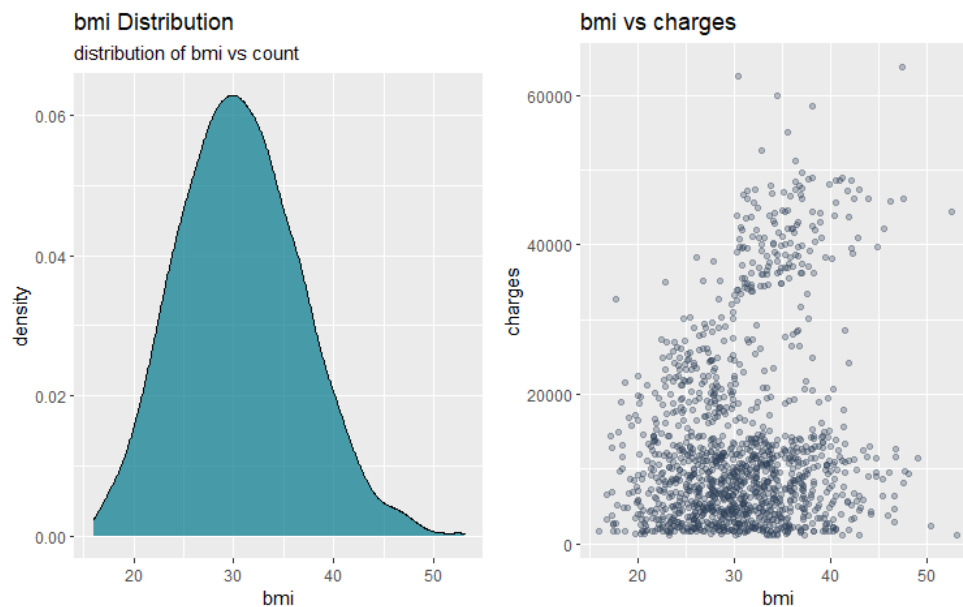 bmi Distribution
distribution of bmi vs count
0.06
0.04
0.02
0.00
density
20 30 40 50
bmi
bmi vs charges
60000
40000
20000
0
charges
20 30 40 50
bmi